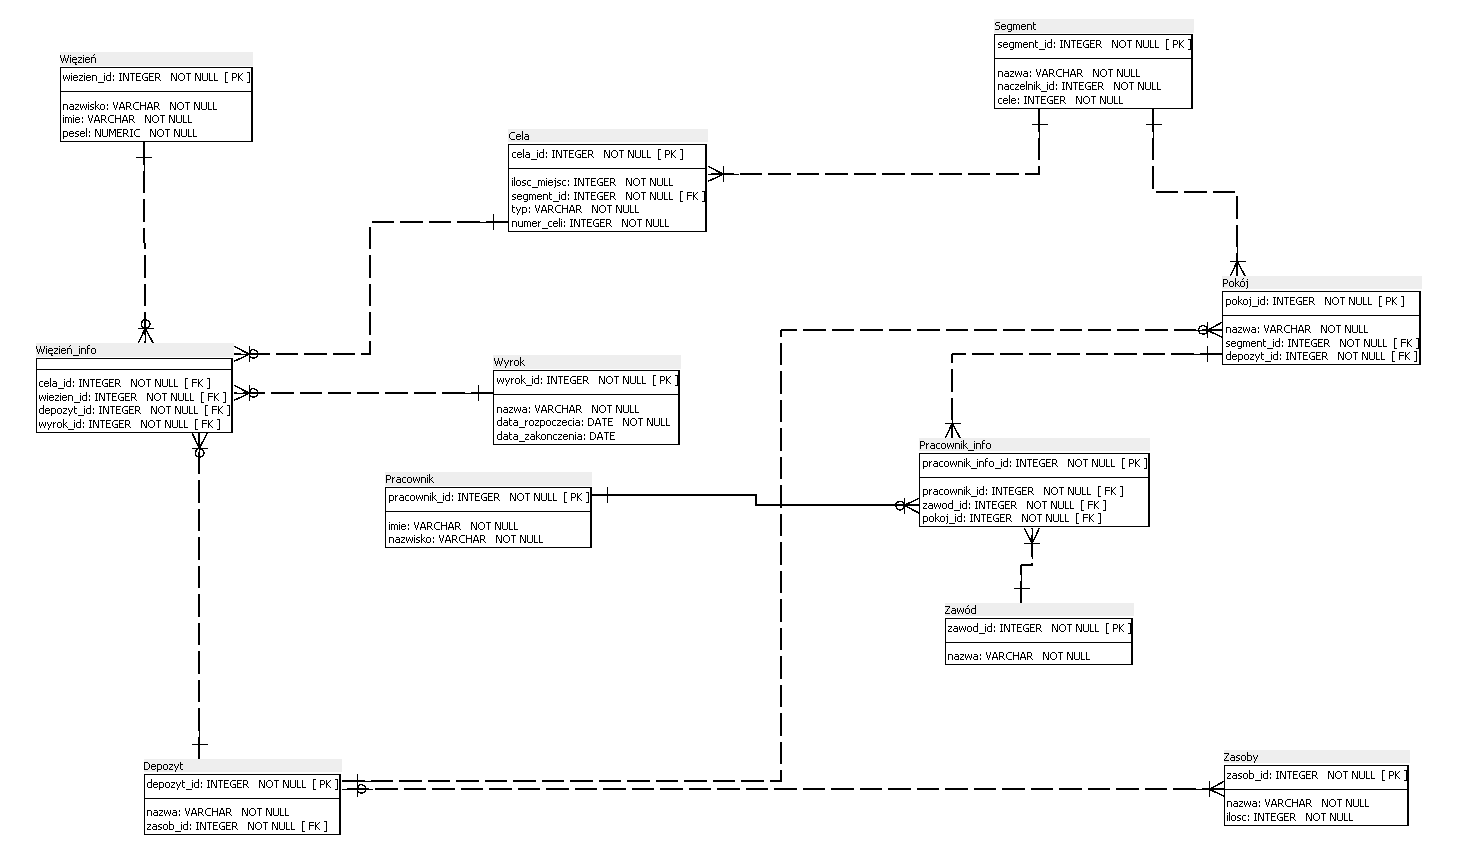 Segment
segment_id: INTEGER NOT NULL [ PK ]
nazwa: VARCHAR NOT NULL
naczelnik_id: INTEGER NOT NULL
cele: INTEGER NOT NULL
Więzień
wiezien_id: INTEGER NOT NULL [ PK ]
nazwisko: VARCHAR NOT NULL
imie: VARCHAR NOT NULL
pesel: NUMERIC NOT NULL
Cela
cela_id: INTEGER NOT NULL [ PK ]
ilosc_miejsc: INTEGER NOT NULL
segment_id: INTEGER NOT NULL [ FK ]
typ: VARCHAR NOT NULL
numer_celi: INTEGER NOT NULL
Pokój
pokoj_id: INTEGER NOT NULL [ PK ]
nazwa: VARCHAR NOT NULL
segment_id: INTEGER NOT NULL [ FK ]
depozyt_id: INTEGER NOT NULL [ FK ]
Więzień_info
cela_id: INTEGER NOT NULL [ FK ]
wiezien_id: INTEGER NOT NULL [ FK ]
depozyt_id: INTEGER NOT NULL [ FK ]
wyrok_id: INTEGER NOT NULL [ FK ]
Wyrok
wyrok_id: INTEGER NOT NULL [ PK ]
nazwa: VARCHAR NOT NULL
data_rozpoczecia: DATE NOT NULL
data_zakonczenia: DATE
Pracownik_info
pracownik_info_id: INTEGER NOT NULL [ PK ]
pracownik_id: INTEGER NOT NULL [ FK ]
zawod_id: INTEGER NOT NULL [ FK ]
pokoj_id: INTEGER NOT NULL [ FK ]
Pracownik
pracownik_id: INTEGER NOT NULL [ PK ]
imie: VARCHAR NOT NULL
nazwisko: VARCHAR NOT NULL
Zawód
zawod_id: INTEGER NOT NULL [ PK ]
nazwa: VARCHAR NOT NULL
Depozyt
depozyt_id: INTEGER NOT NULL [ PK ]
nazwa: VARCHAR NOT NULL
zasob_id: INTEGER NOT NULL [ FK ]
Zasoby
zasob_id: INTEGER NOT NULL [ PK ]
nazwa: VARCHAR NOT NULL
ilosc: INTEGER NOT NULL